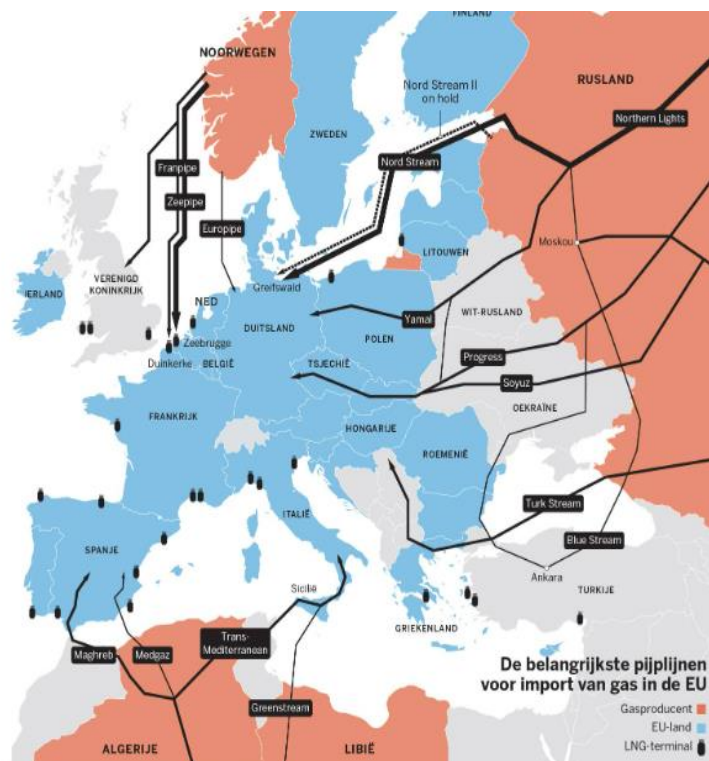 FINLAND
NOORWEGEN
RUSLAND
Nord Stream II
on hold
ZWEDEN
Northern Lights
Nord Stream
Franpipe
Zeepipe
Europipe
Moskou
LITOUWEN
VERENIGD
KONINKRIJK
IERLAND
Greifswald
NED
WIT-RUSLAND
Yamal
DUITSLAND
POLEN
Zeebrugge
Duinkerke
BELGIË
TSJECHIË
Progress
Soyuz
OEKRAÏNE
FRANKRIJK
HONGARIJE
ROEMENIË
ITALIË
Turk Stream
SPANJE
Blue Stream
Ankara
TURKIJE
Sicilië
GRIEKENLAND
Trans-
Mediterranean
Maghreb
Medgaz
Greenstream
ALGERIJE
LIBIË
De belangrijkste pijplijnen
voor import van gas in de EU
Gasproducent
EU-land
LNG-terminal